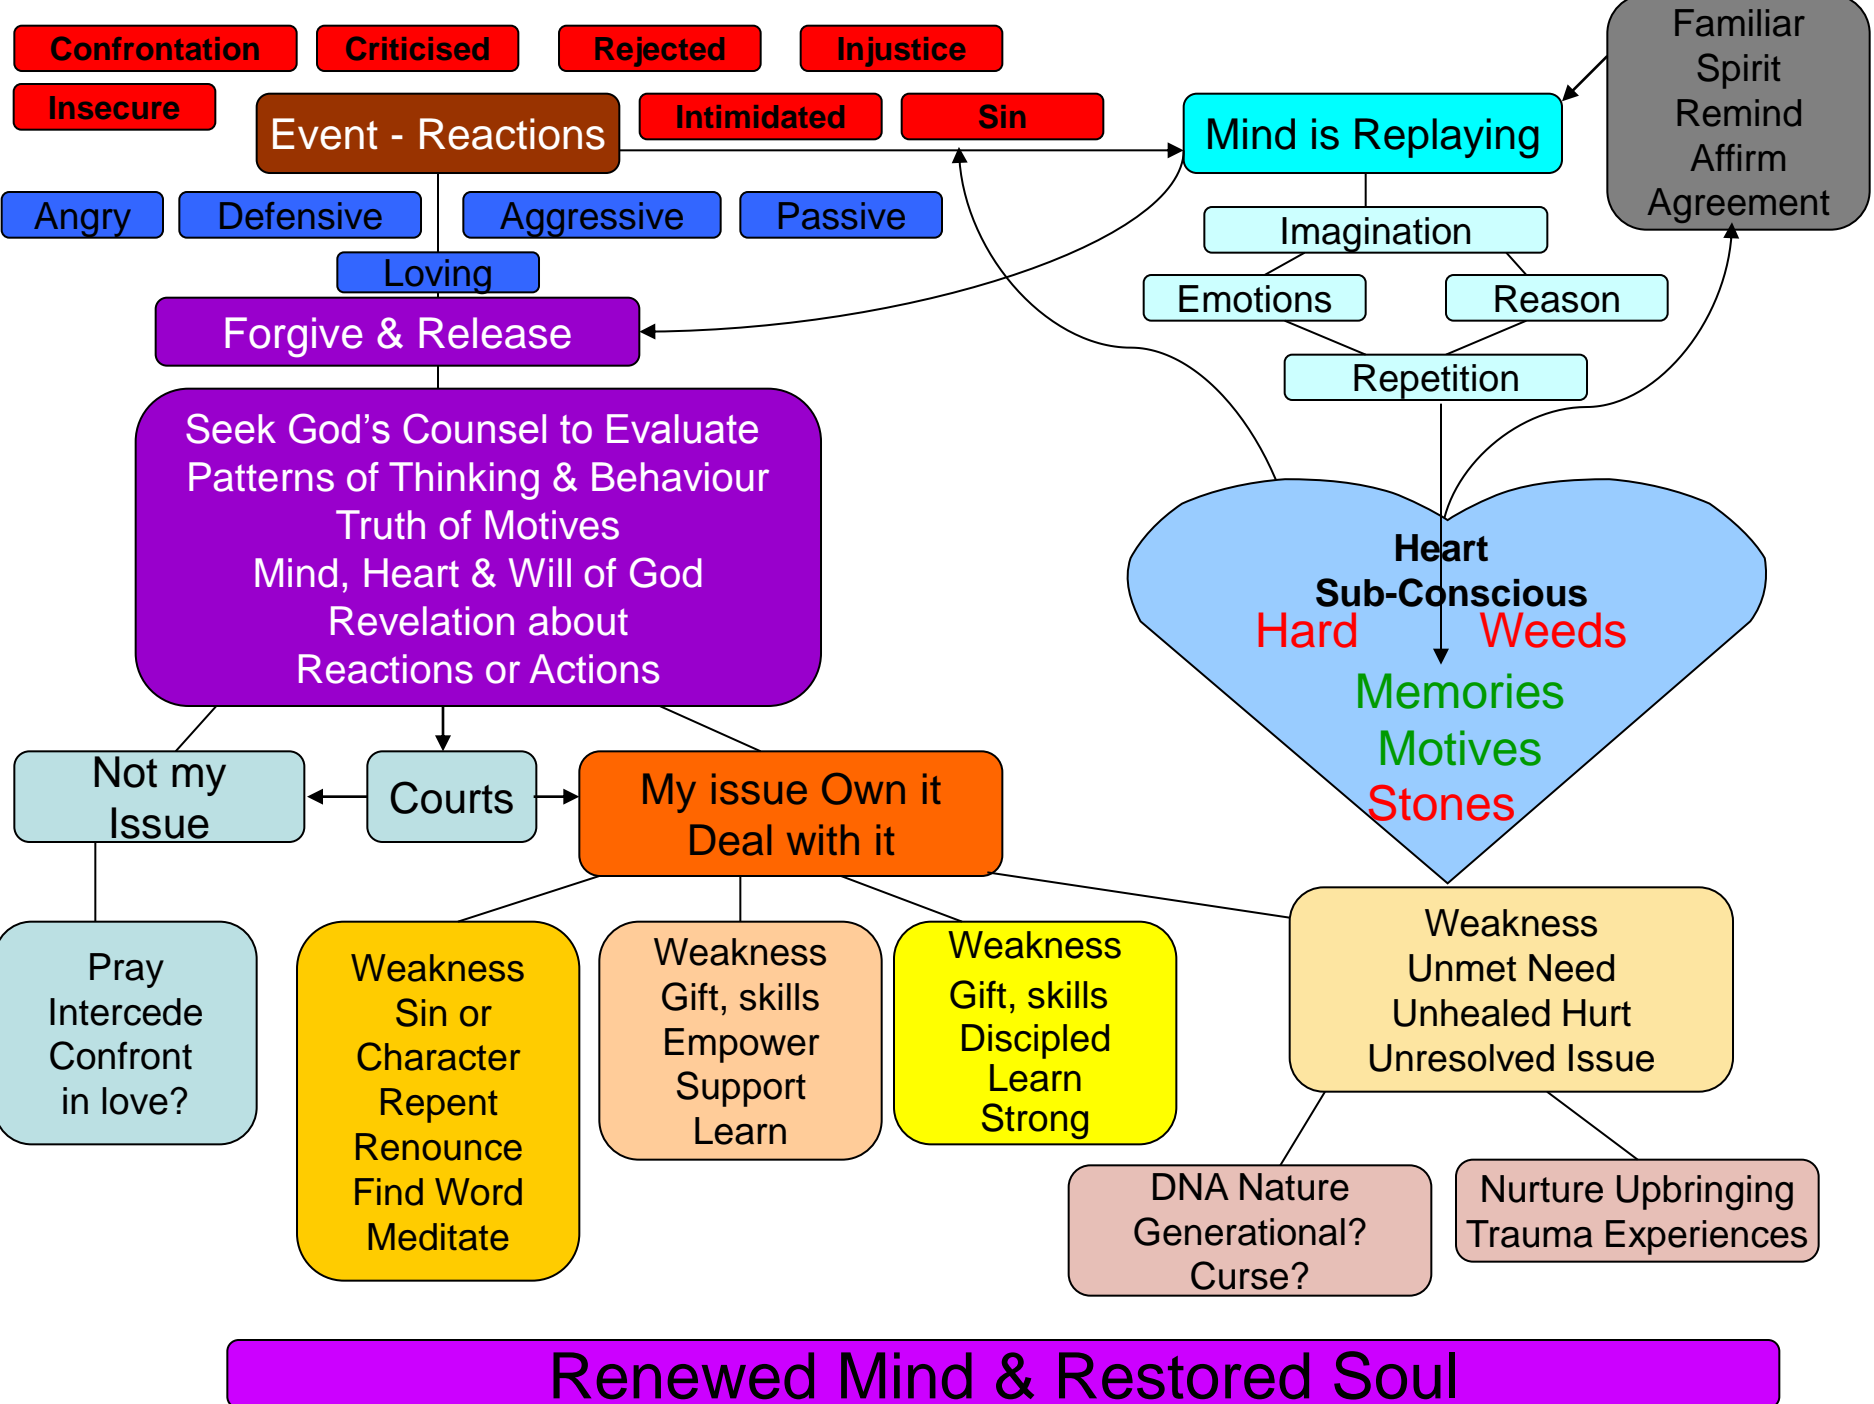 Confrontation
Criticised
Rejected
Injustice
Insecure
Event - Reactions
Intimidated
Sin
Mind is Replaying
Familiar
Spirit
Remind
Affirm
Agreement
Angry
Defensive
Aggressive
Passive
Loving
Imagination
Emotions
Reason
Repetition
Forgive & Release
Seek God’s Counsel to Evaluate
Patterns of Thinking & Behaviour
Truth of Motives
Mind, Heart & Will of God
Revelation about
Reactions or Actions
Heart
Sub-Conscious
Hard
Weeds
Memories
Motives
Stones
Not my
Issue
Courts
My issue Own it
Deal with it
Pray
Intercede
Confront
in love?
Weakness
Sin or
Character
Repent
Renounce
Find Word
Meditate
Weakness
Gift, skills
Empower
Support
Learn
Weakness
Gift, skills
Discipled
Learn
Strong
Weakness
Unmet Need
Unhealed Hurt
Unresolved Issue
DNA Nature
Generational?
Curse?
Nurture Upbringing
Trauma Experiences
Renewed Mind & Restored Soul